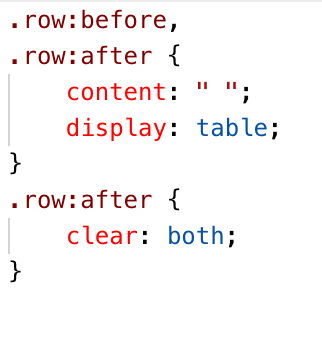 .row:before,
.row:after {
    content: " ";
    display: table;
}
.row:after {
    clear: both;
}